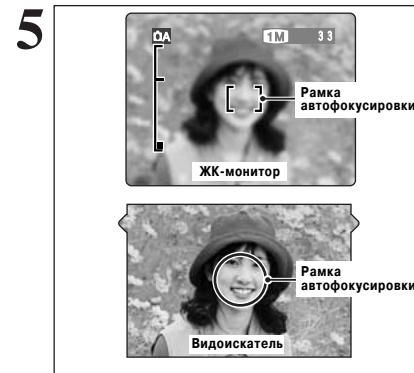 5
📷A 1M 33
Рамка
автофокусировки
ЖК-монитор
Рамка
автофокусировки
Видоискатель